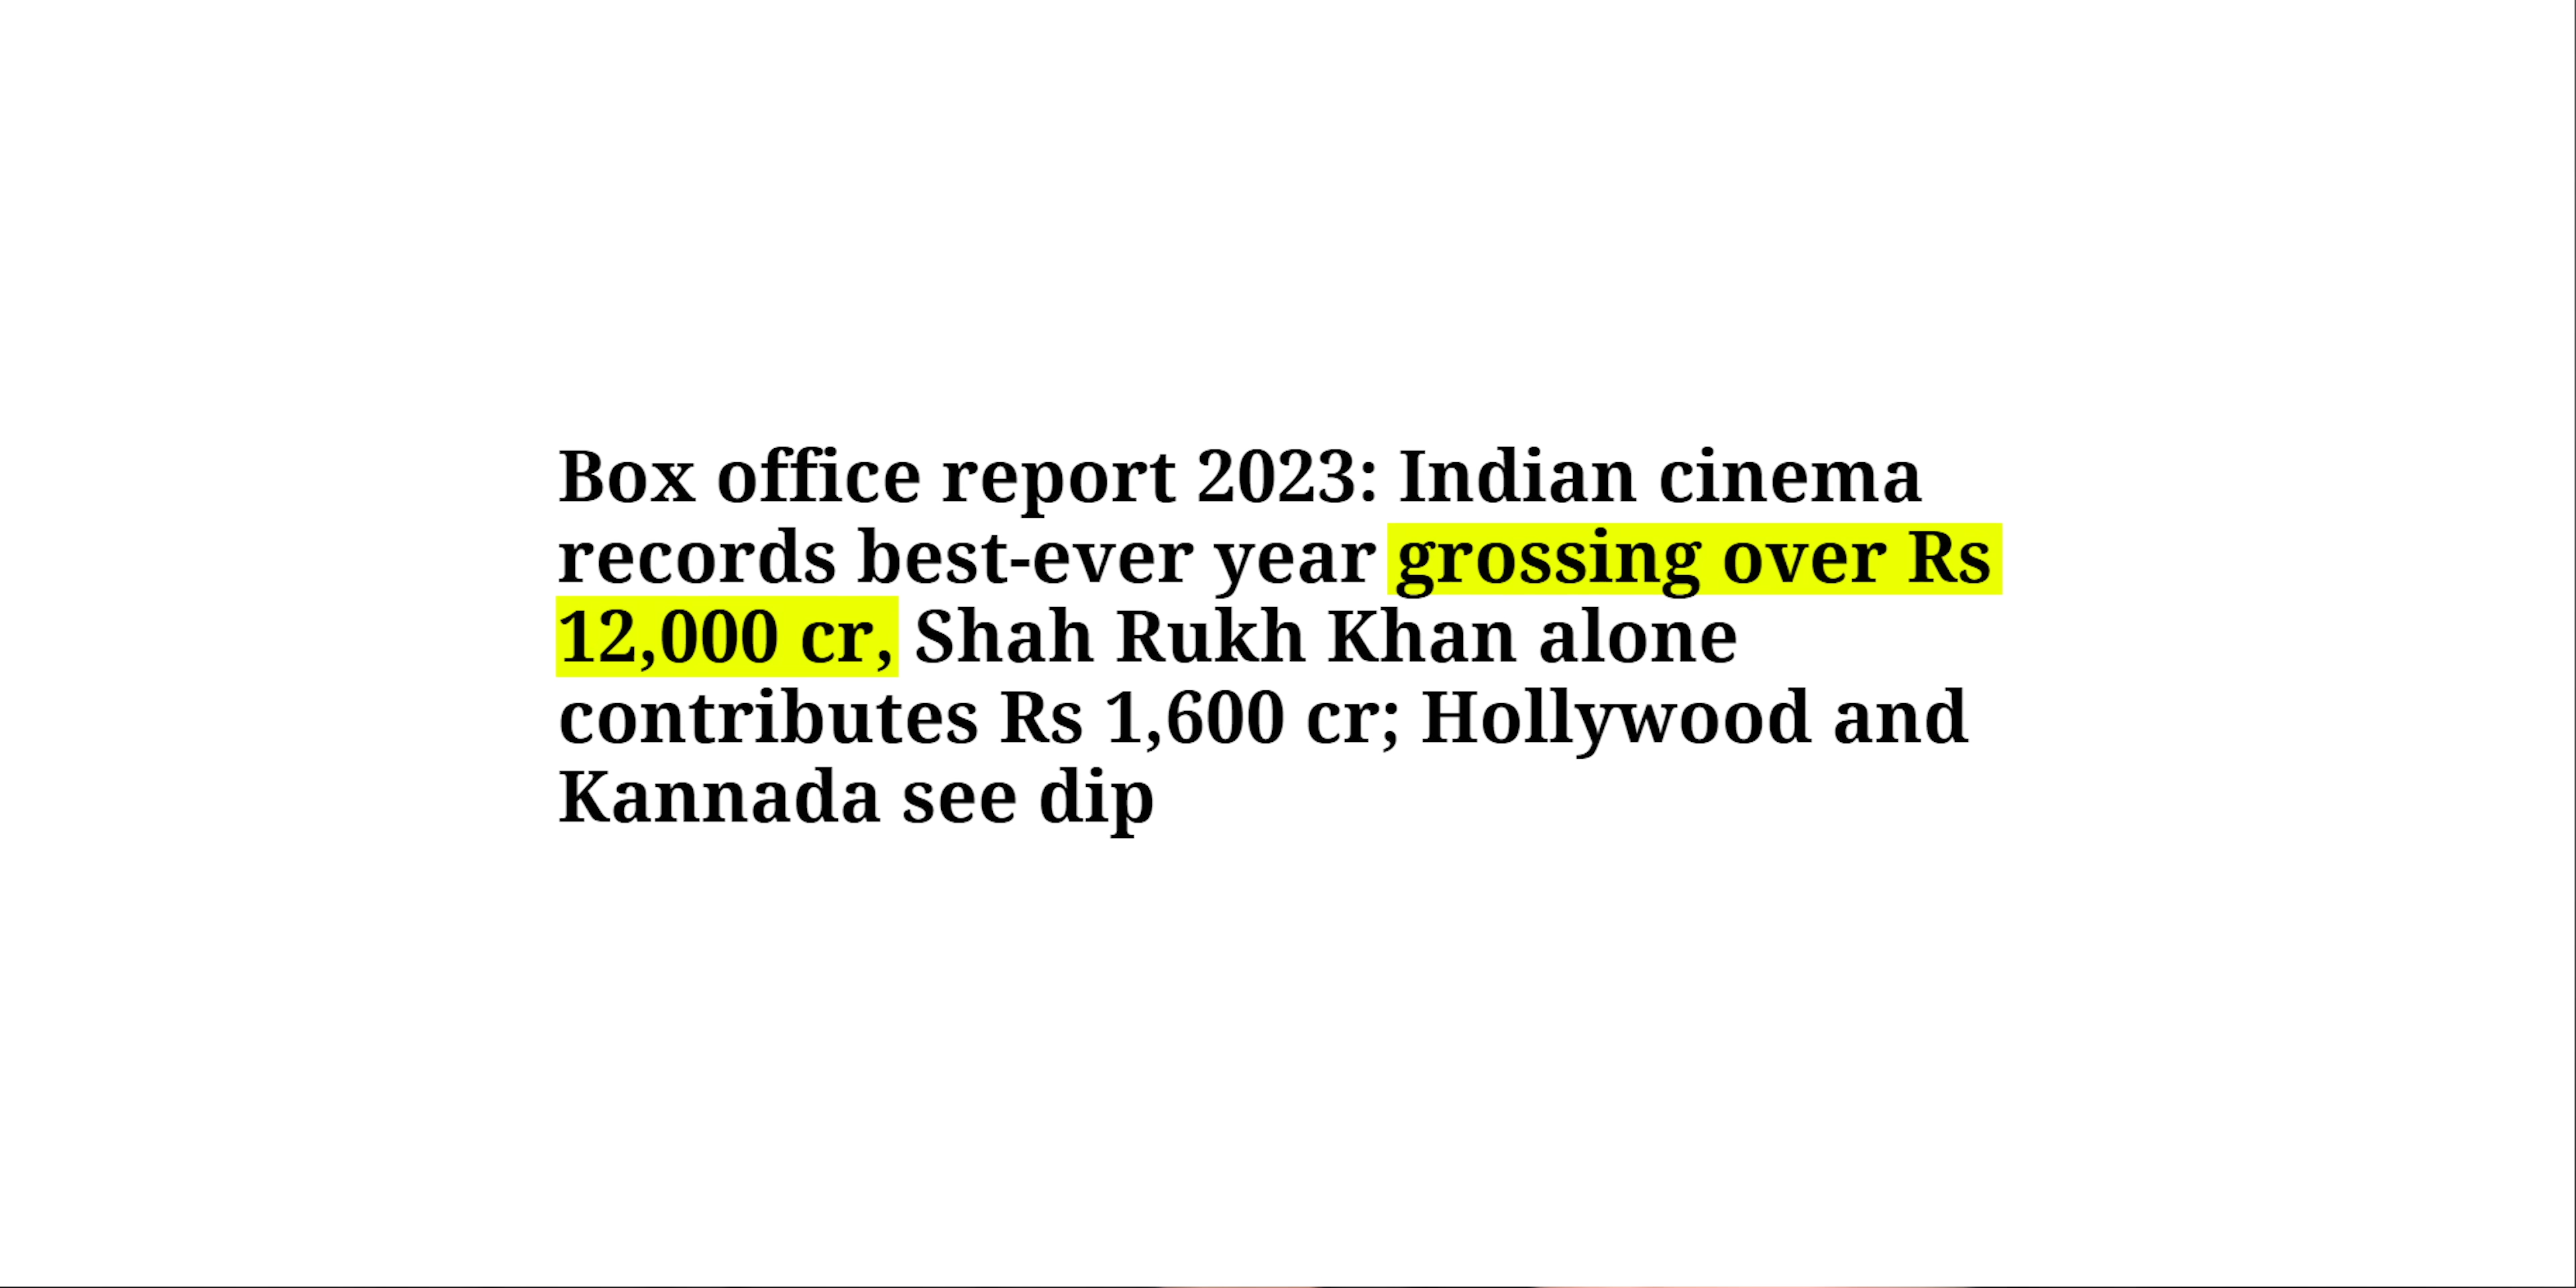 Box office report 2023: Indian cinema
records best-ever year grossing over Rs
12,000 cr, Shah Rukh Khan alone
contributes Rs 1,600 cr; Hollywood and
Kannada see dip